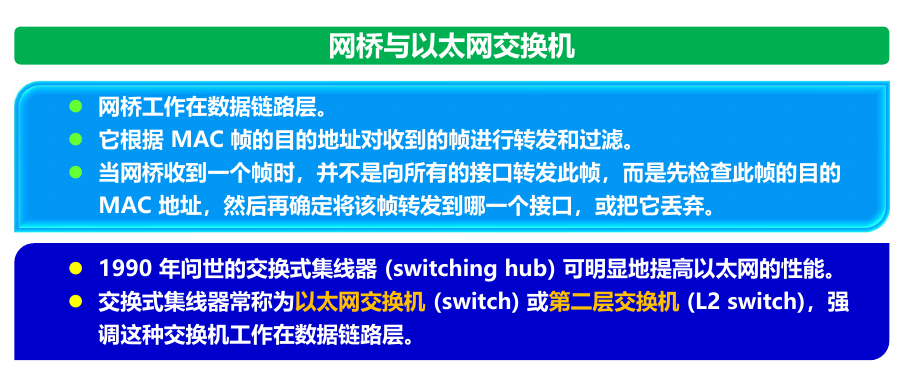 网桥与以太网交换机
网桥工作在数据链路层。
它根据 MAC 帧的目的地址对收到的帧进行转发和过滤。
当网桥收到一个帧时，并不是向所有的接口转发此帧，而是先检查此帧的目的
MAC 地址，然后再确定将该帧转发到哪一个接口，或把它丢弃。
1990 年问世的交换式集线器 (switching hub) 可明显地提高以太网的性能。
交换式集线器常称为以太网交换机 (switch) 或第二层交换机 (L2 switch)，强
调这种交换机工作在数据链路层。